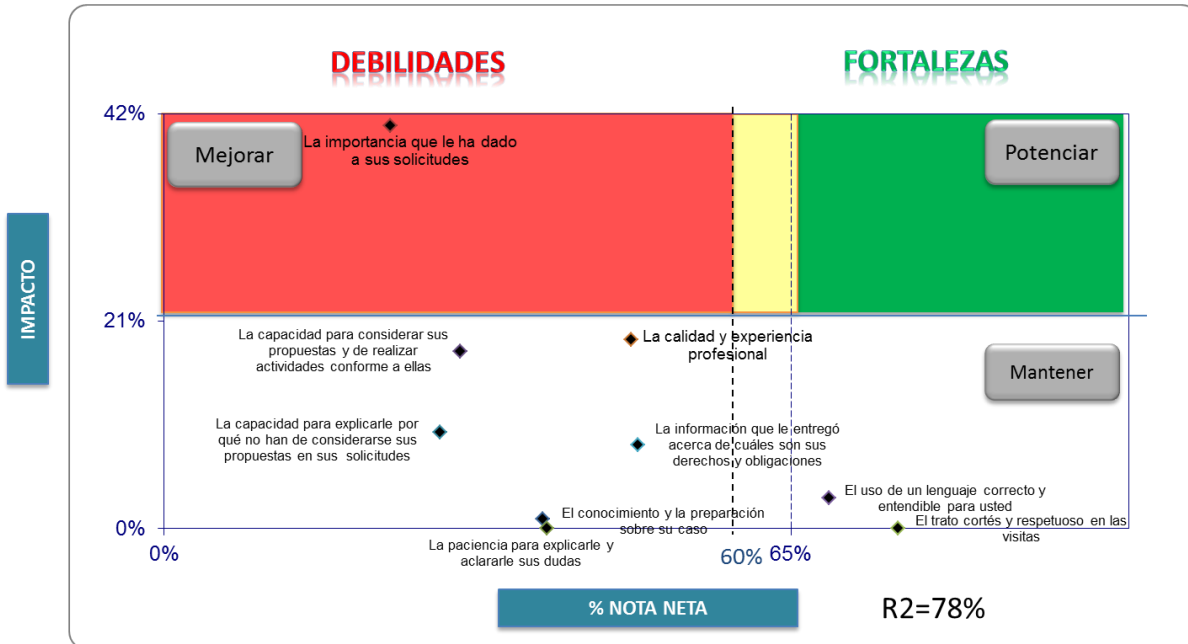 DEBILIDADES
FORTALEZAS
42%
Mejorar
La importancia que le ha dado
a sus solicitudes
Potenciar
IMPACTO
21%
La capacidad para considerar sus
propuestas y de realizar
actividades conforme a ellas
La calidad y experiencia
profesional
Mantener
La capacidad para explicarle por
qué no han de considerarse sus
propuestas en sus solicitudes
La información que le entregó
acerca de cuáles son sus
derechos y obligaciones
El uso de un lenguaje correcto y
entendible para usted
El conocimiento y la preparación
sobre su caso
El trato cortés y respetuoso en las
visitas
La paciencia para explicarle y
aclararle sus dudas
0%
0%
60%
65%
% NOTA NETA
R2=78%